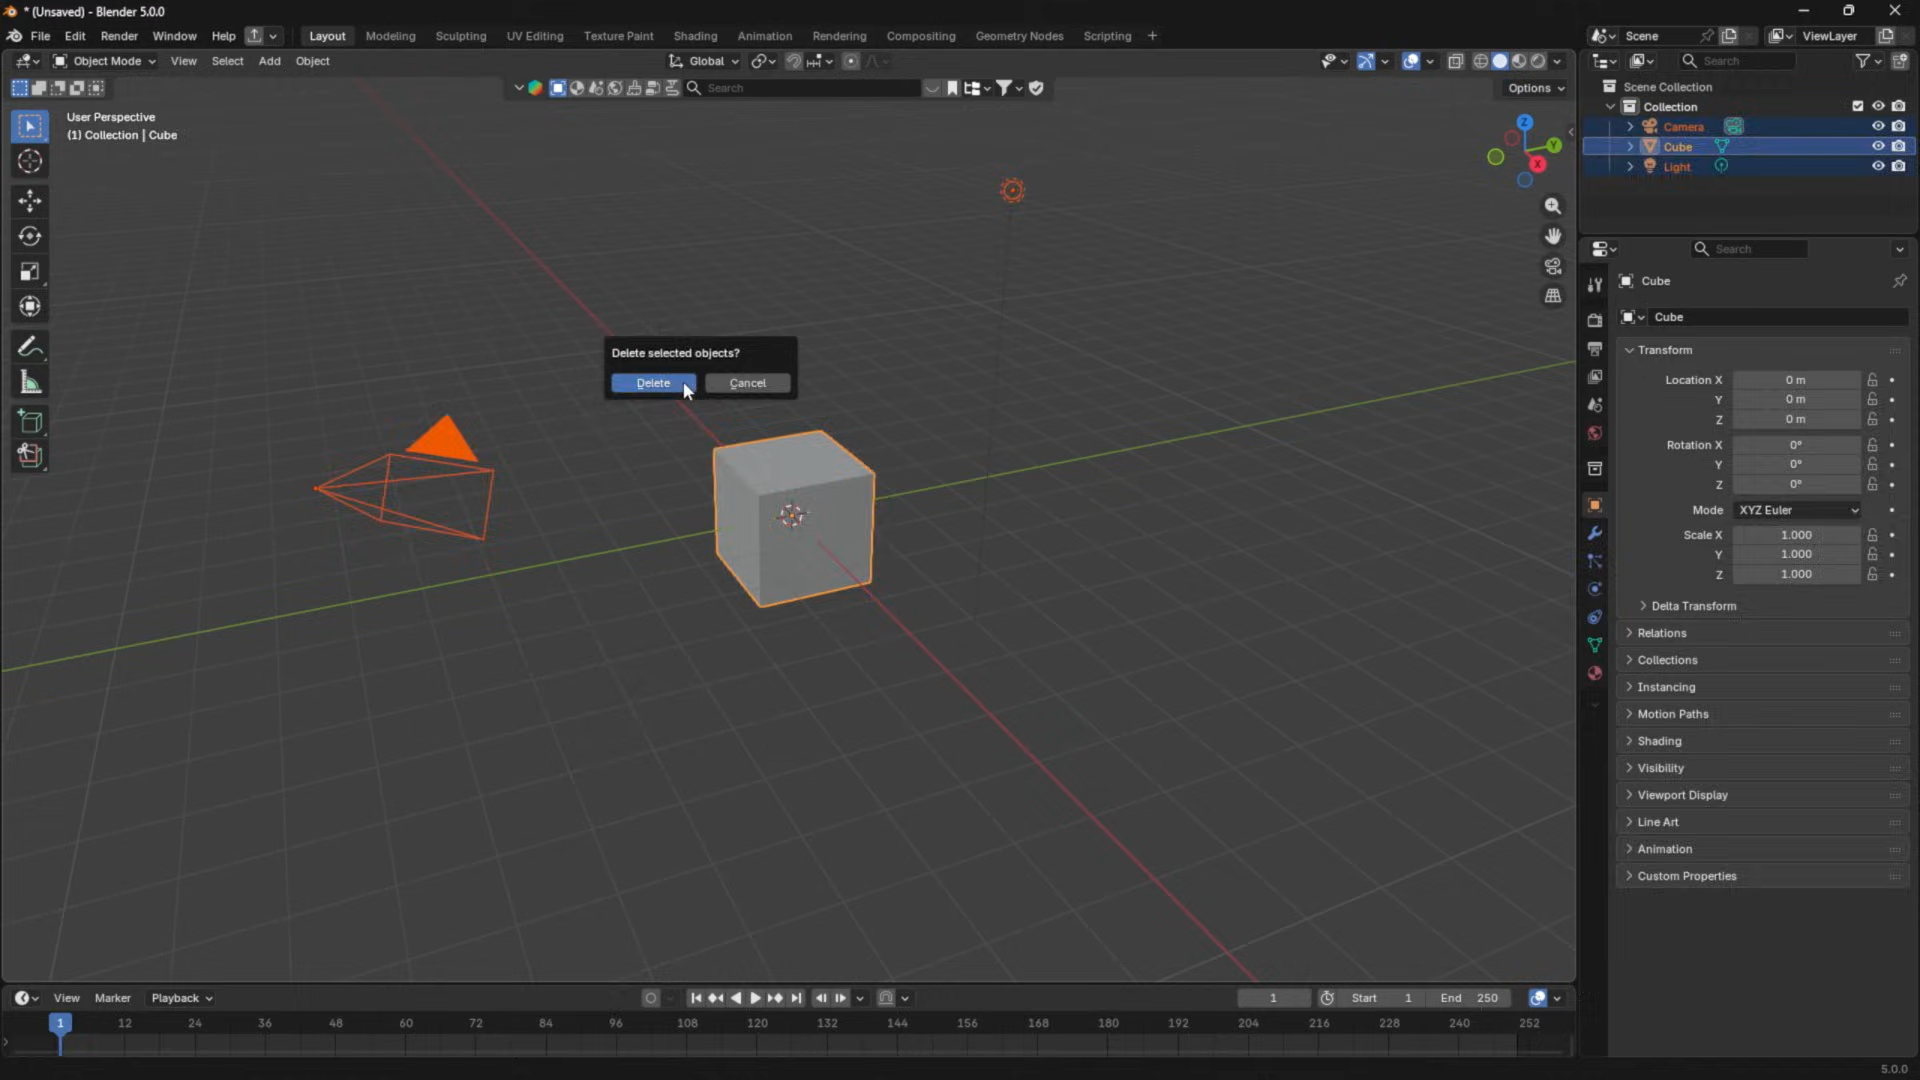 * (Unsaved) - Blender 5.0.0
File Edit Render Window Help Layout Modeling Sculpting UV Editing Texture Paint Shading Animation Rendering Compositing Geometry Nodes Scripting + Scene ViewLayer
Object Mode View Select Add Object Global Search
Search Options
User Perspective
(1) Collection | Cube
Z
Y
X
Scene Collection
Collection
Camera
Cube
Light
Search
Cube
Cube
Transform
Location X 0 m
Y 0 m
Z 0 m
Rotation X 0°
Y 0°
Z 0°
Mode XYZ Euler
Scale X 1.000
Y 1.000
Z 1.000
Delta Transform
Relations
Collections
Instancing
Motion Paths
Shading
Visibility
Viewport Display
Line Art
Animation
Custom Properties
Delete selected objects?
Delete Cancel
View Marker Playback 1 Start 1 End 250
1 12 24 36 48 60 72 84 96 108 120 132 144 156 168 180 192 204 216 228 240 252
5.0.0